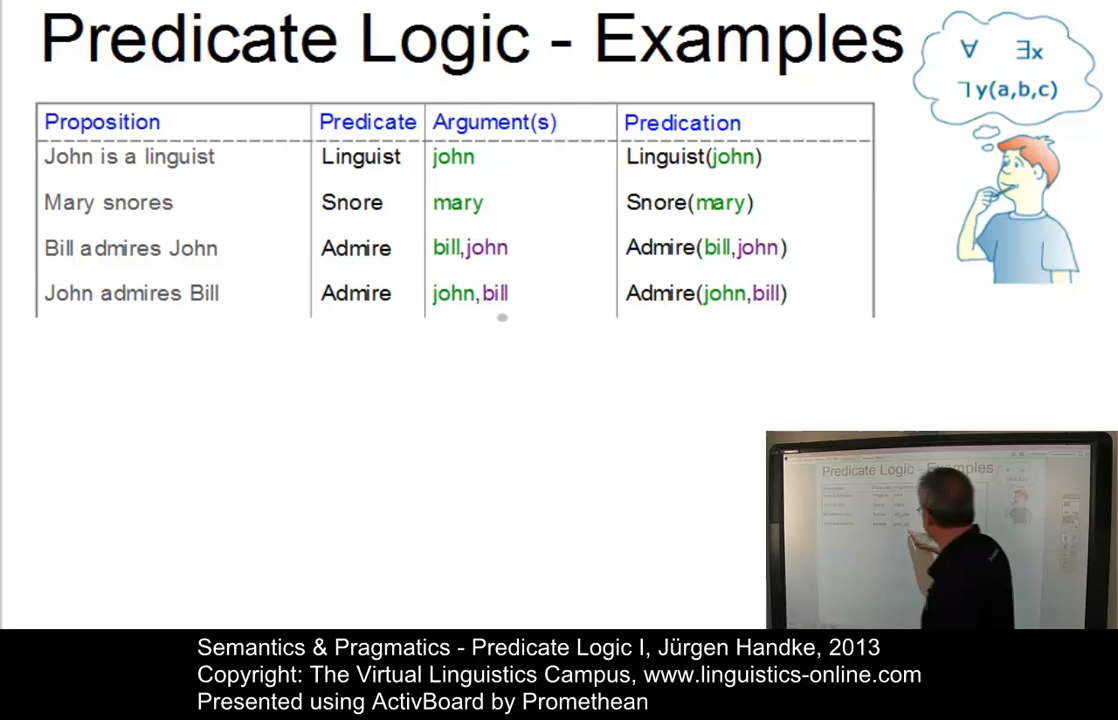 Predicate Logic - Examples
∀ ∃x
⅂y(a,b,c)
Proposition Predicate Argument(s) Predication
John is a linguist Linguist john Linguist(john)
Mary snores Snore mary Snore(mary)
Bill admires John Admire bill,john Admire(bill,john)
John admires Bill Admire john,bill Admire(john,bill)
Predicate Logic - Examples
Semantics & Pragmatics - Predicate Logic I, Jürgen Handke, 2013
Copyright: The Virtual Linguistics Campus, www.linguistics-online.com
Presented using ActivBoard by Promethean